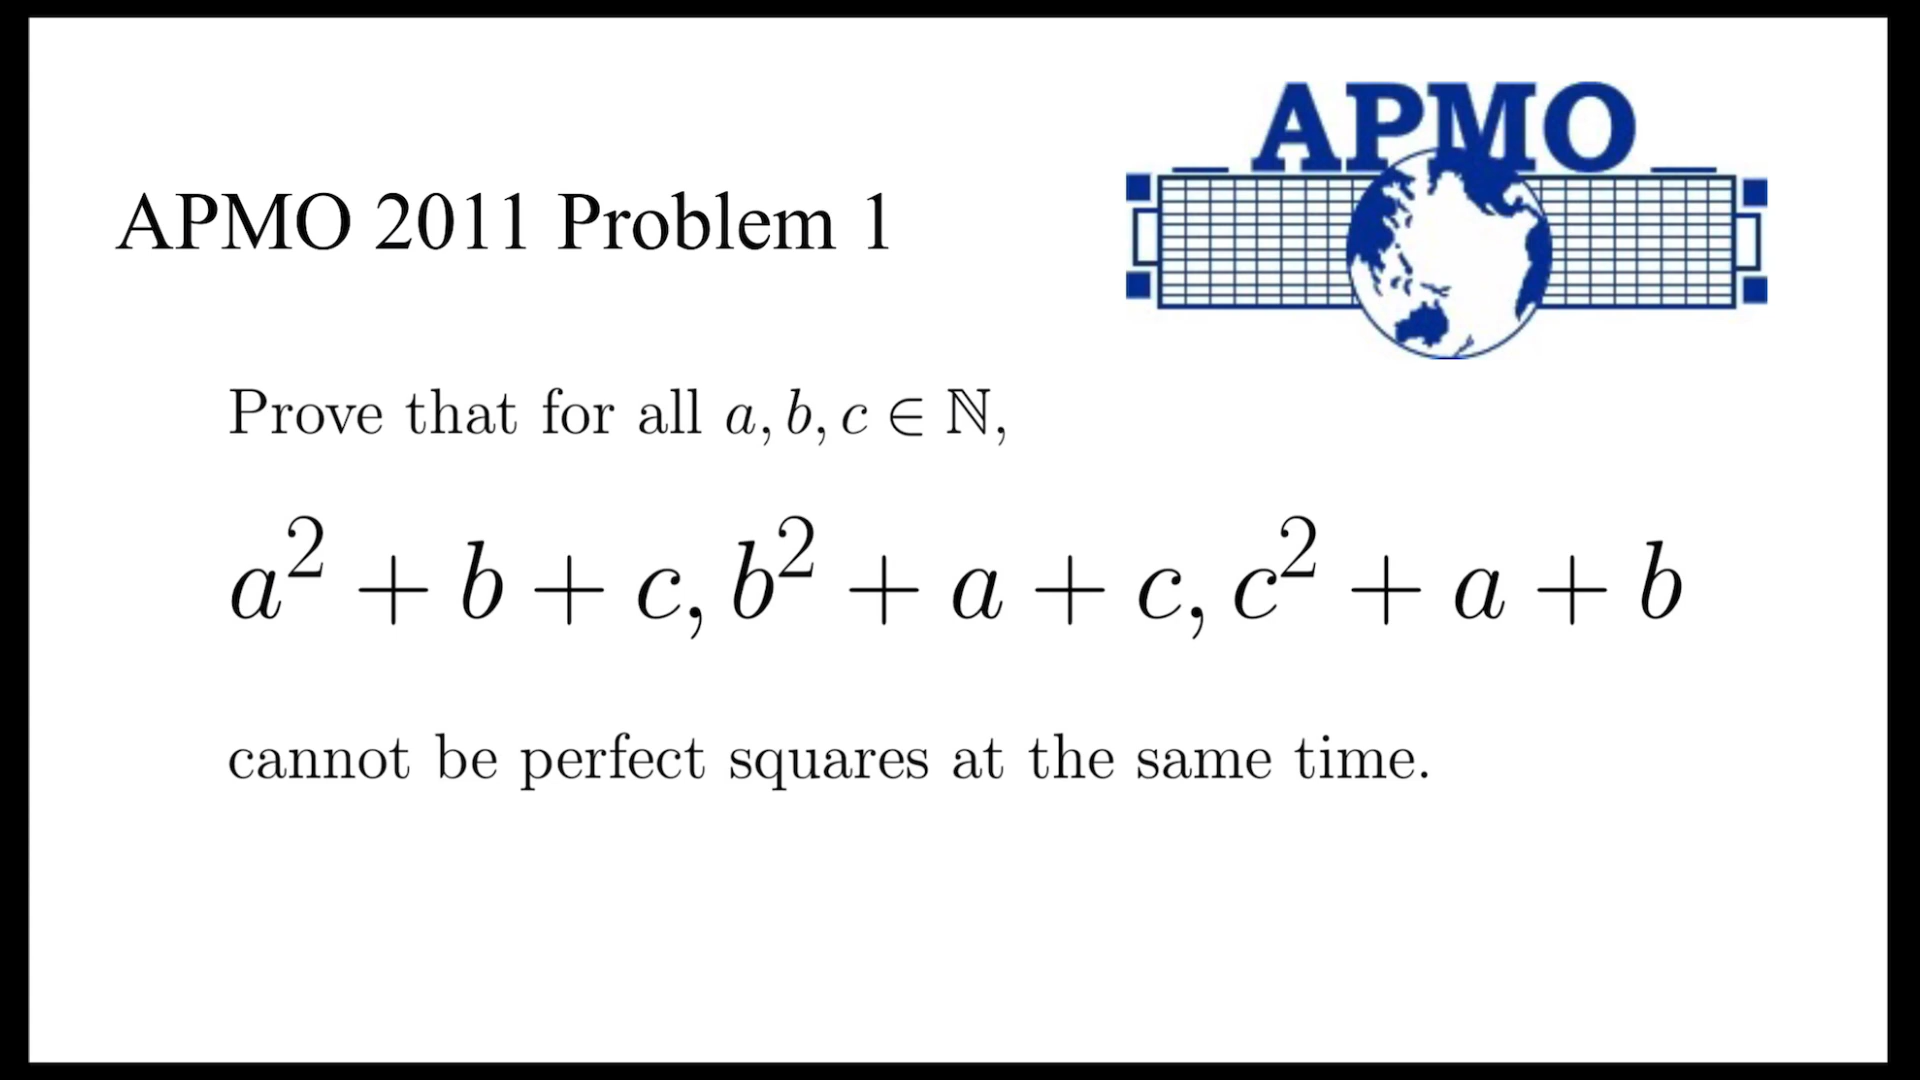 APMO
APMO 2011 Problem 1
Prove that for all a, b, c ∈ ℕ,
a² + b + c, b² + a + c, c² + a + b
cannot be perfect squares at the same time.